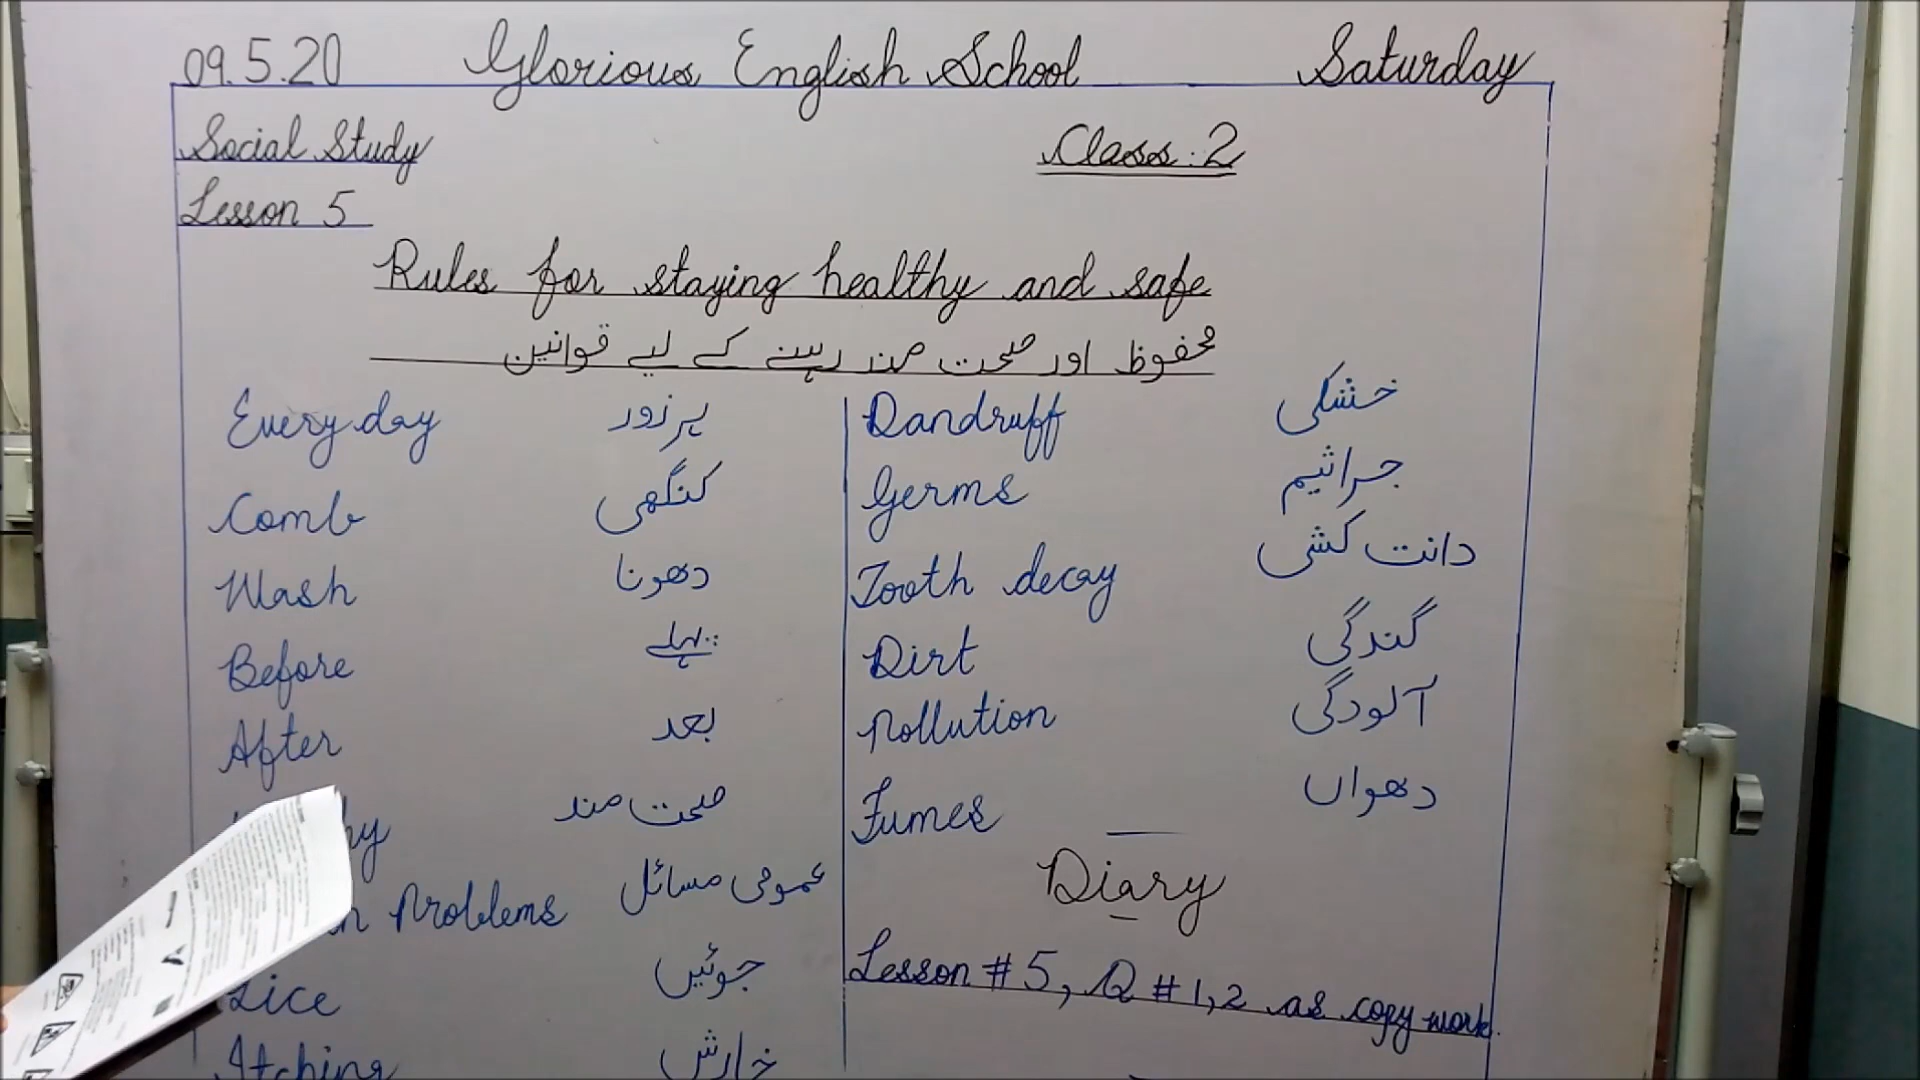 09.5.20 Glorious English School Saturday
Social Study Class: 2
Lesson 5
Rules for staying healthy and safe
محفوظ اور صحت مند رہنے کے لیے قوانین
Every day ہر زور
Comb کنگھی
Wash دھونا
Before پہلے
After بعد
صحت مند
Problems عمومی مسائل
Lice جوئیں
Itching خارش
Dandruff خشکی
Germs جراثیم
Tooth decay دانت کشی
Dirt گندگی
Pollution آلودگی
Fumes دھواں
Diary
Lesson # 5, Q # 1, 2 as copy work.